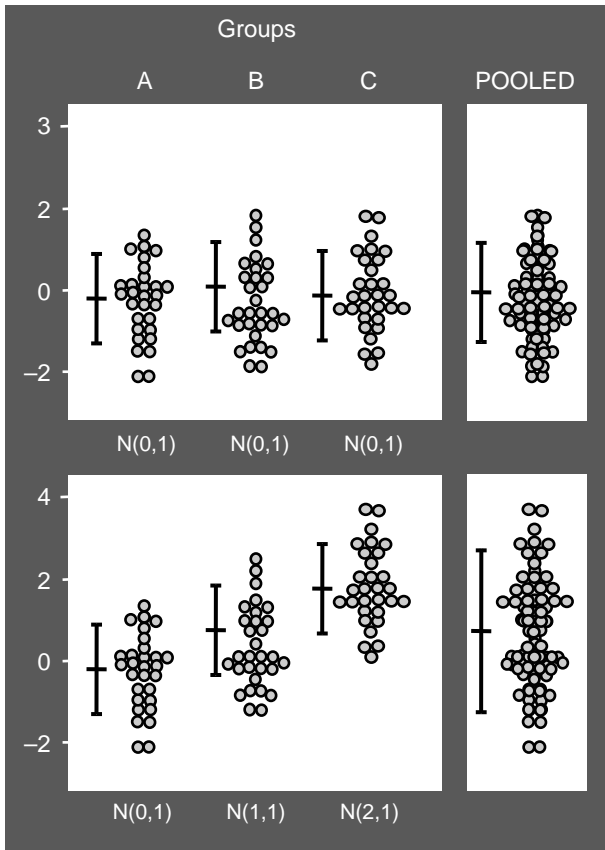 Groups
A B C POOLED
3
2
0
–2
N(0,1) N(0,1) N(0,1)
4
2
0
–2
N(0,1) N(1,1) N(2,1)